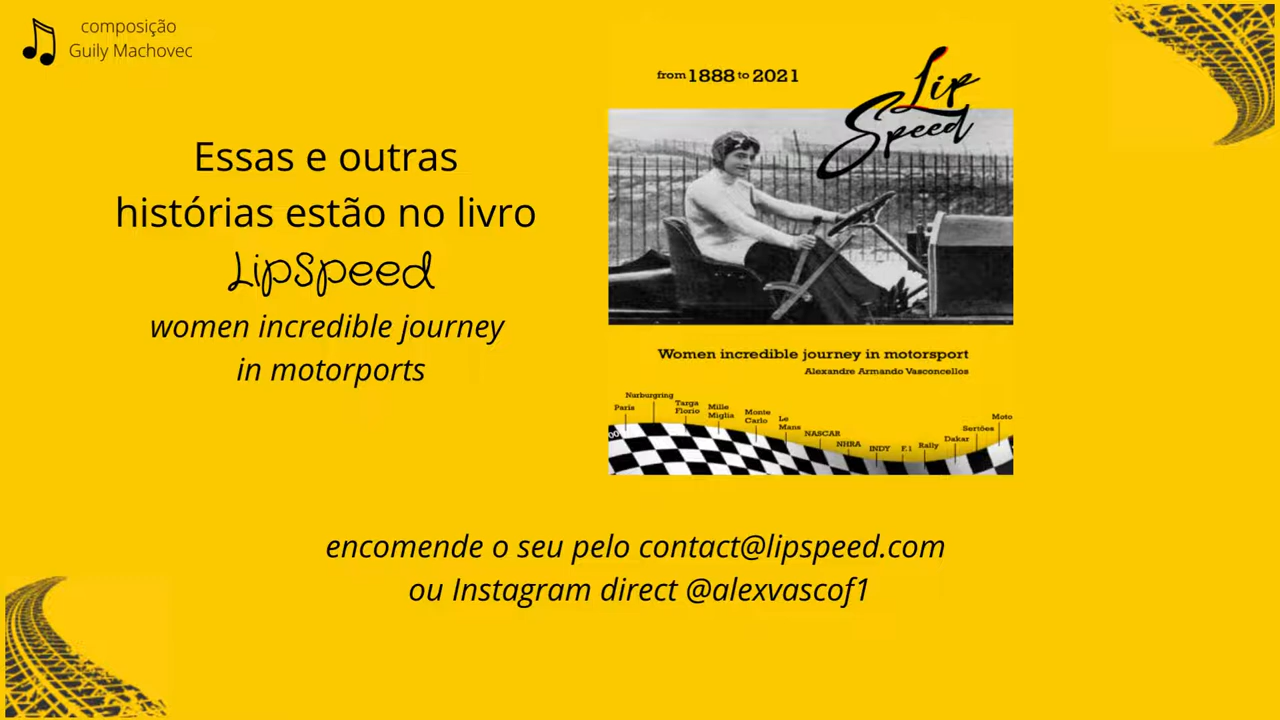 composição
Guily Machovec
Essas e outras
histórias estão no livro
LipSpeed
women incredible journey
in motorports
from 1888 to 2021
Lip
Speed
Women incredible journey in motorsport
Alexandre Armando Vasconcellos
Paris
Nurburgring
Targa
Florio
Mille
Miglia
Monte
Carlo
Le
Mans
NASCAR
NHRA
INDY
F.1
Rally
Dakar
Sertões
Moto
encomende o seu pelo contact@lipspeed.com
ou Instagram direct @alexvascof1